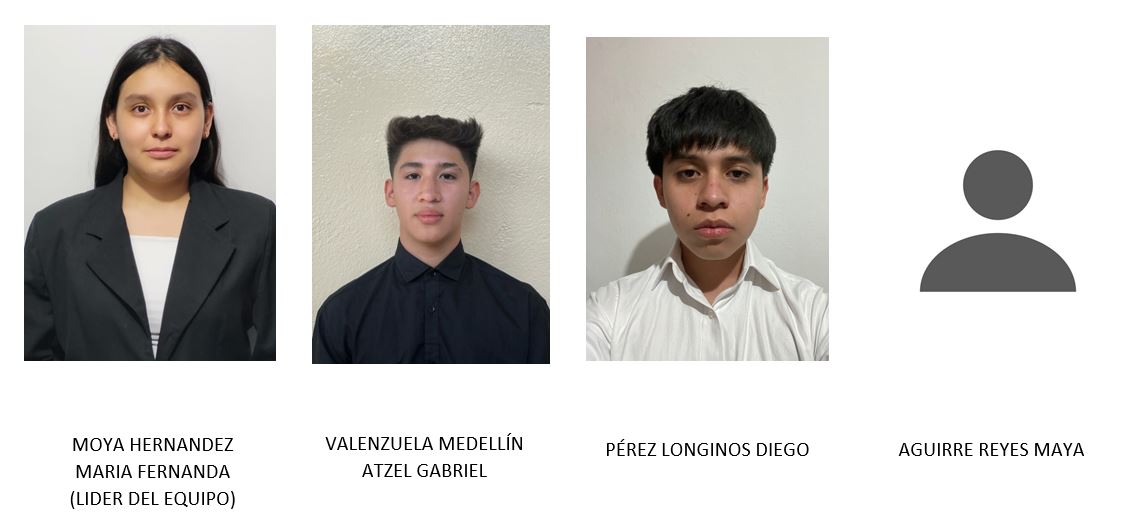 MOYA HERNANDEZ
MARIA FERNANDA
(LIDER DEL EQUIPO)
VALENZUELA MEDELLÍN
ATZEL GABRIEL
PÉREZ LONGINOS DIEGO
AGUIRRE REYES MAYA